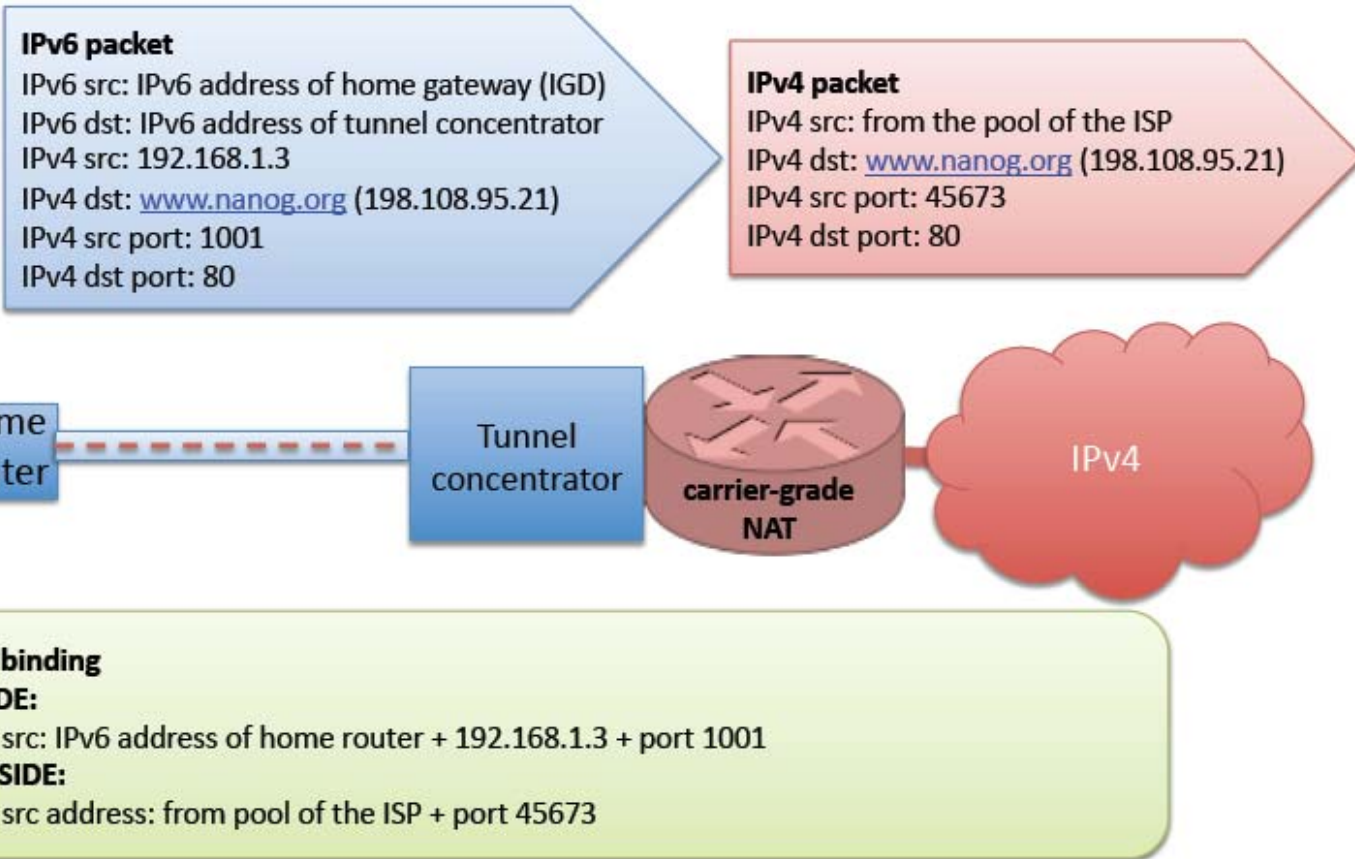 IPv6 packet
IPv6 src: IPv6 address of home gateway (IGD)
IPv6 dst: IPv6 address of tunnel concentrator
IPv4 src: 192.168.1.3
IPv4 dst: www.nanog.org (198.108.95.21)
IPv4 src port: 1001
IPv4 dst port: 80
IPv4 packet
IPv4 src: from the pool of the ISP
IPv4 dst: www.nanog.org (198.108.95.21)
IPv4 src port: 45673
IPv4 dst port: 80
me
ter
Tunnel
concentrator
carrier-grade
NAT
IPv4
binding
DE:
src: IPv6 address of home router + 192.168.1.3 + port 1001
SIDE:
src address: from pool of the ISP + port 45673